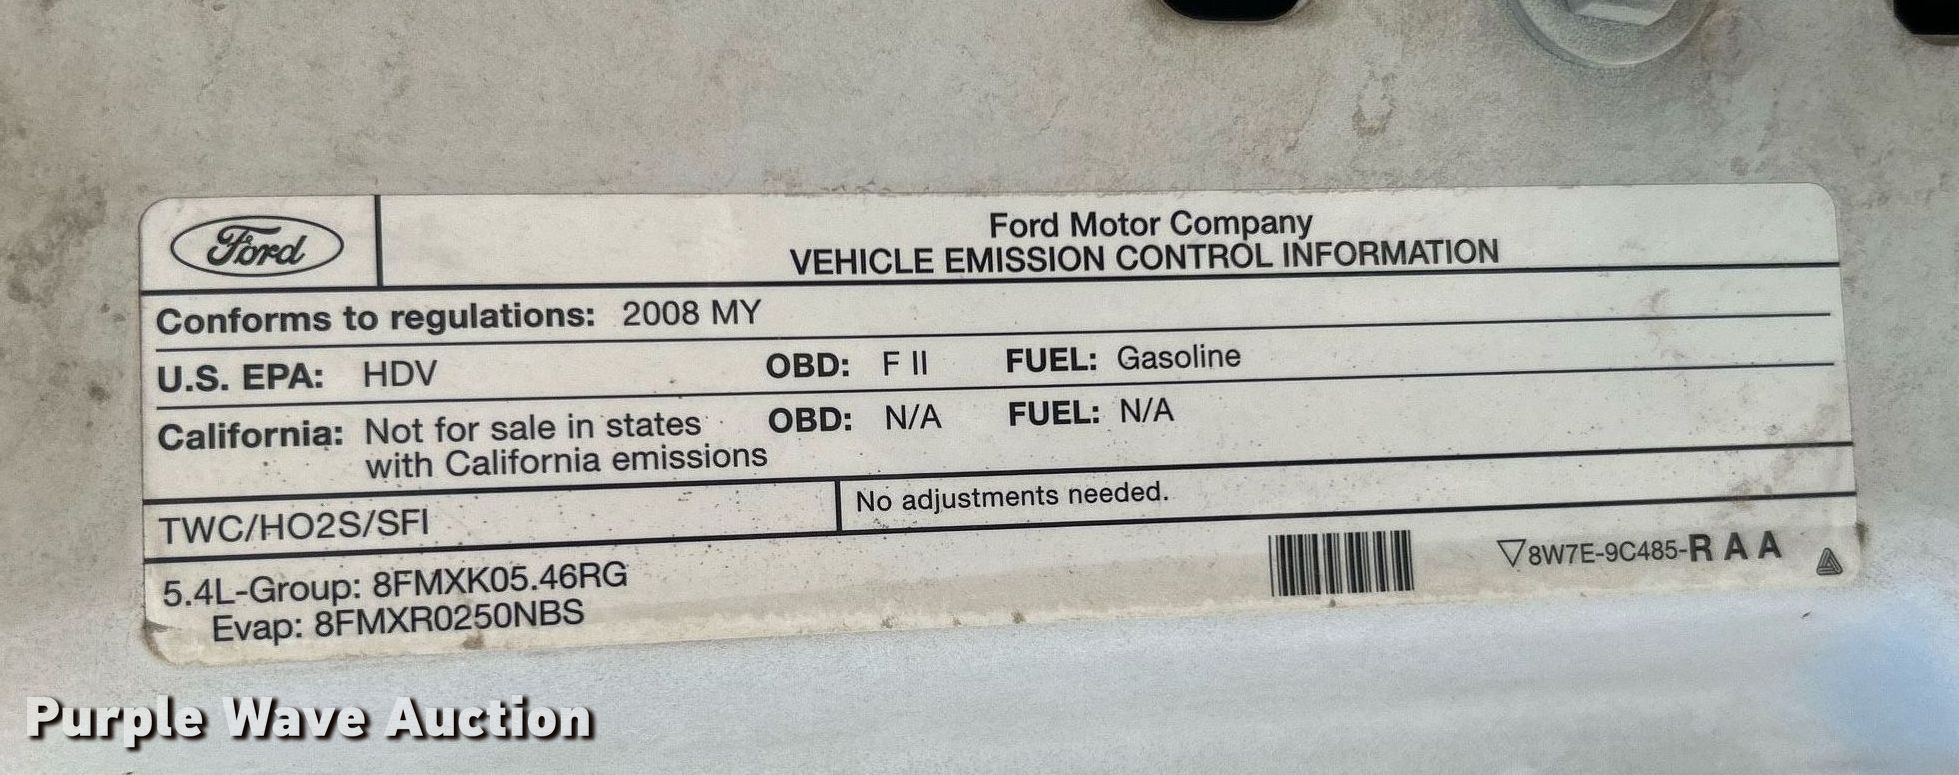 Ford
Ford Motor Company
VEHICLE EMISSION CONTROL INFORMATION
Conforms to regulations: 2008 MY
U.S. EPA: HDV OBD: F II FUEL: Gasoline
California: Not for sale in states OBD: N/A FUEL: N/A
with California emissions
TWC/HO2S/SFI
No adjustments needed.
5.4L-Group: 8FMXK05.46RG
Evap: 8FMXR0250NBS
8W7E-9C485-R A A
Purple Wave Auction